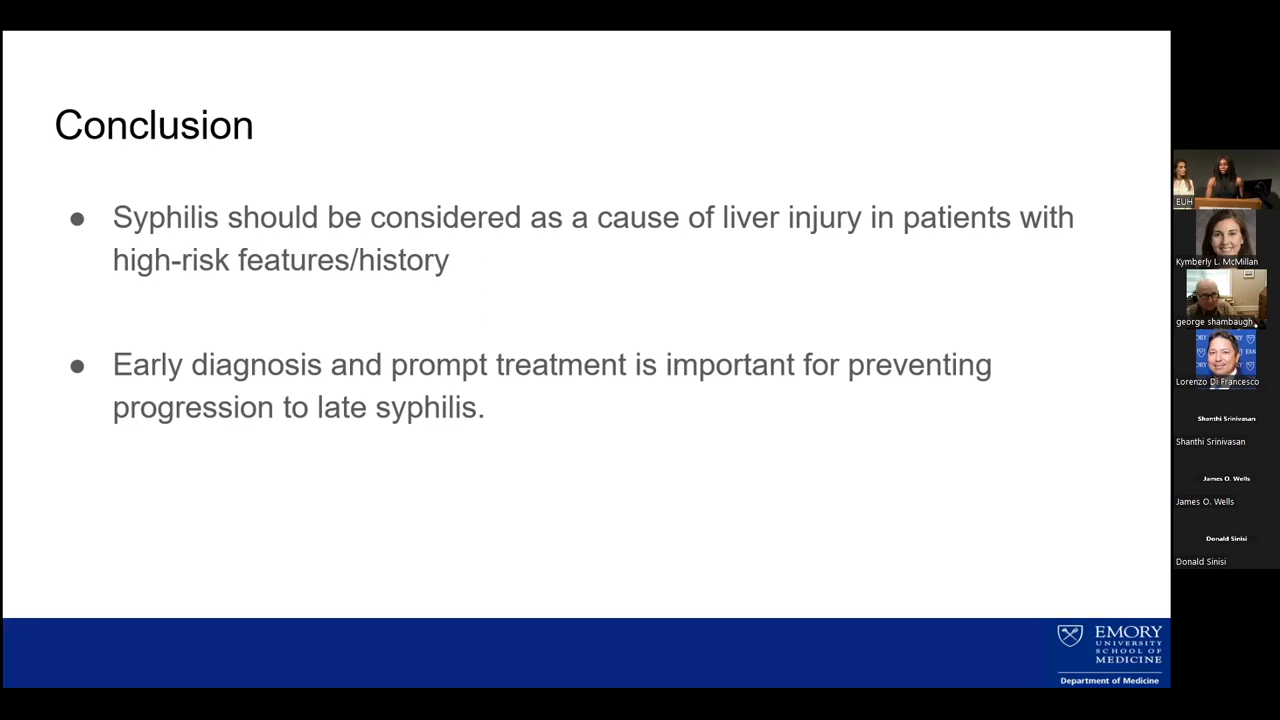 Conclusion
● Syphilis should be considered as a cause of liver injury in patients with
high-risk features/history
● Early diagnosis and prompt treatment is important for preventing
progression to late syphilis.
EMORY
UNIVERSITY
SCHOOL OF
MEDICINE
Department of Medicine
EUH
Kymberly L. McMillan
george shambaugh
Lorenzo Di Francesco
Shanthi Srinivasan
Shanthi Srinivasan
James O. Wells
James O. Wells
Donald Sinisi
Donald Sinisi